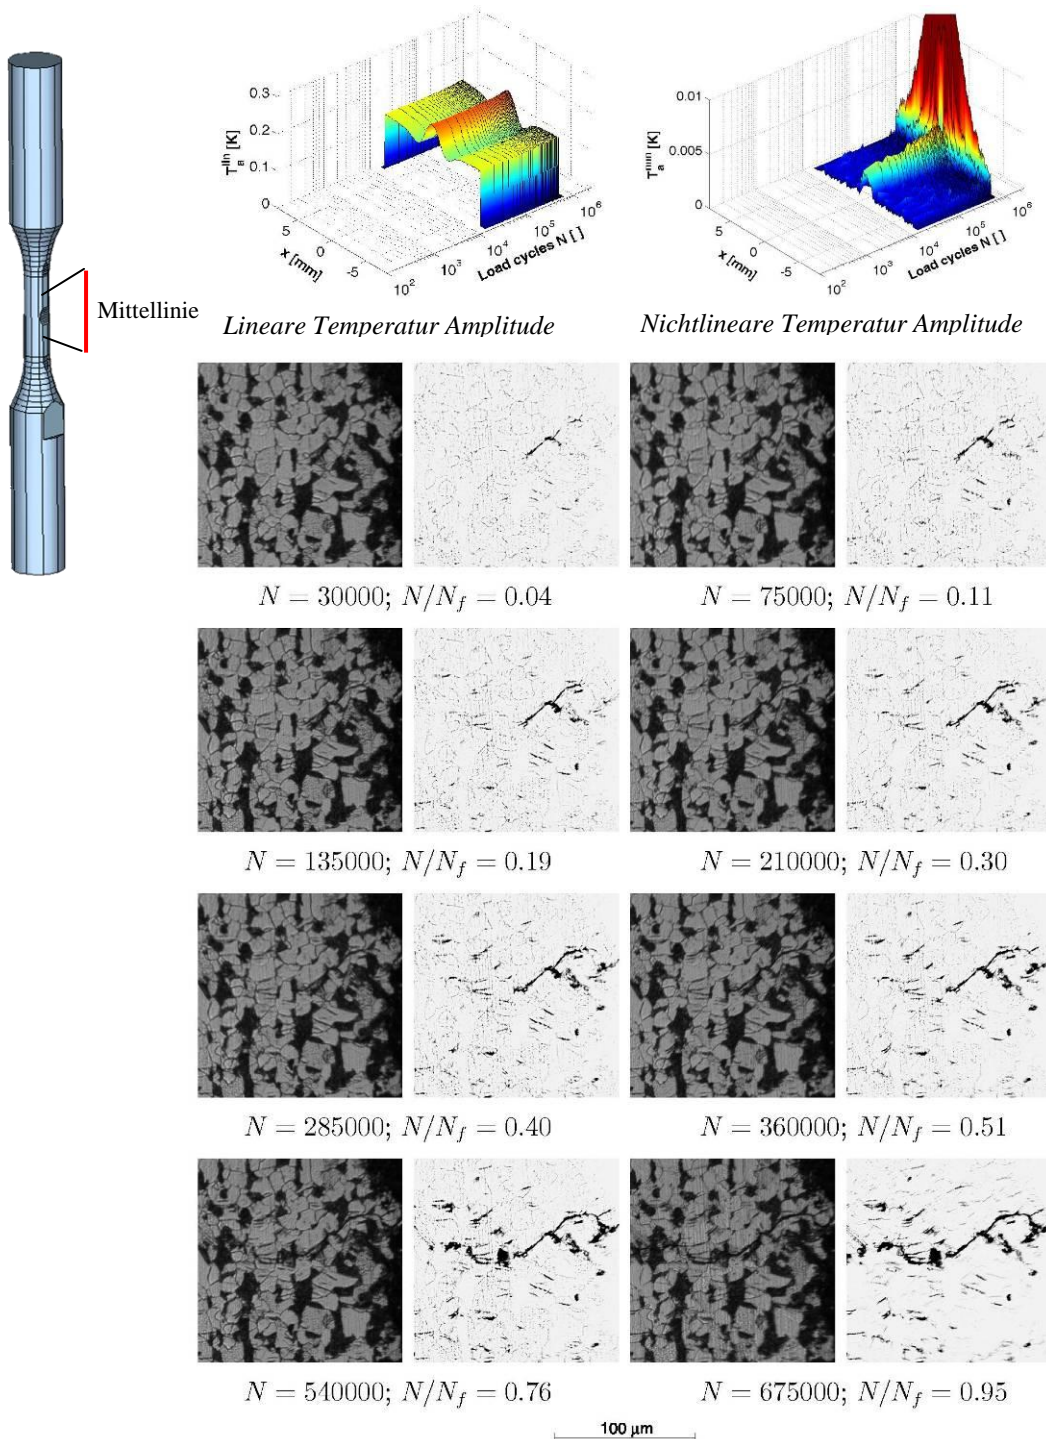 0.3
0.2
0.1
0
T_a^lin [K]
5
0
-5
x [mm]
10^2
10^3
10^4
10^5
10^6
Load cycles N [ ]
0.01
0.005
0
[K]
5
0
-5
x [mm]
10^2
10^3
10^4
10^5
10^6
Load cycles N [ ]
Mittellinie
Lineare Temperatur Amplitude
Nichtlineare Temperatur Amplitude
N = 30000; N/N_f = 0.04
N = 75000; N/N_f = 0.11
N = 135000; N/N_f = 0.19
N = 210000; N/N_f = 0.30
N = 285000; N/N_f = 0.40
N = 360000; N/N_f = 0.51
N = 540000; N/N_f = 0.76
N = 675000; N/N_f = 0.95
100 µm